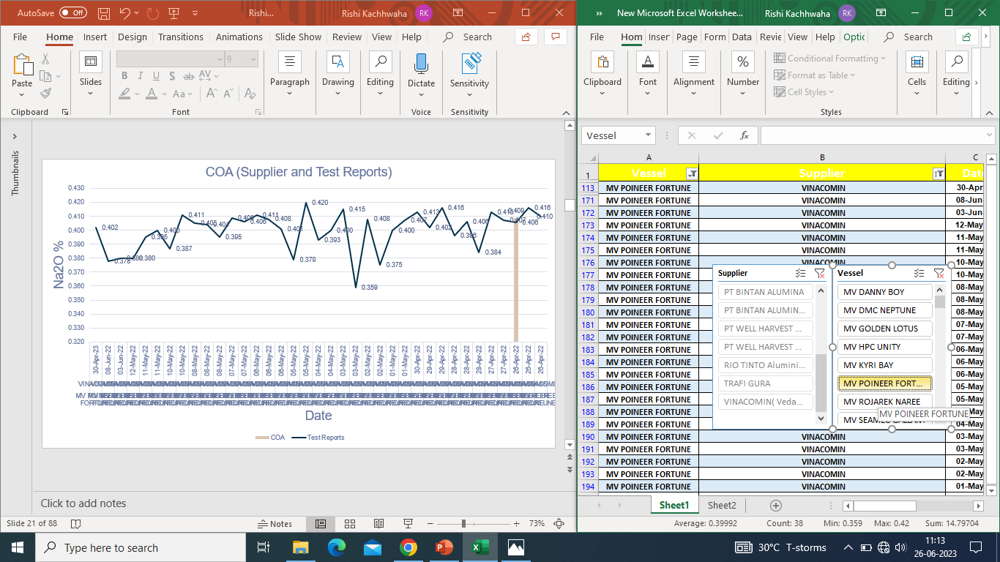 AutoSave Off Rishi... Rishi Kachhwaha RK
File Home Insert Design Transitions Animations Slide Show Review View Help Search
Paste Slides 9 Paragraph Drawing Editing Dictate Sensitivity
B I U S ab AV
A Aa A A A
Clipboard Font Voice Sensitivity
Thumbnails
COA (Supplier and Test Reports)
Na2O %
0.430
0.420
0.410
0.400
0.390
0.380
0.370
0.360
0.350
0.340
0.330
0.320
0.402 0.378 0.380 0.380 0.395 0.400 0.387 0.411 0.405 0.404 0.395 0.406 0.411 0.408 0.401 0.379 0.420 0.393 0.400 0.415 0.359 0.408 0.375 0.400 0.407 0.413 0.402 0.416 0.396 0.406 0.384 0.413 0.407 0.409 0.406 0.416 0.410
30-Apr-23 08-Jun-22 03-Jun-22 12-May-22 11-May-22 11-May-22 10-May-22 10-May-22 08-May-22 08-May-22 08-May-22 07-May-22 07-May-22 06-May-22 06-May-22 06-May-22 05-May-22 05-May-22 04-May-22 04-May-22 03-May-22 03-May-22 02-May-22 02-May-22 01-May-22 30-Apr-22 29-Apr-22 29-Apr-22 28-Apr-22 28-Apr-22 27-Apr-22 27-Apr-22 26-Apr-22 26-Apr-22 26-Apr-22
Date
COA Test Reports
Click to add notes
Slide 21 of 88 Notes 73%
New Microsoft Excel Workshee... Rishi Kachhwaha RK
File Hom Inser Page Form Data Revie View Help Optic Search
Clipboard Font Alignment Number Conditional Formatting Format as Table Cell Styles Cells Editing
Styles
Vessel fx
A B C
1 Vessel Supplier Date
113 MV POINEER FORTUNE VINACOMIN 30-Apr
171 MV POINEER FORTUNE VINACOMIN 08-Jun-
172 MV POINEER FORTUNE VINACOMIN 03-Jun-
173 MV POINEER FORTUNE VINACOMIN 12-May
174 MV POINEER FORTUNE VINACOMIN 11-May
175 MV POINEER FORTUNE VINACOMIN 11-May
176 MV POINEER FORTUNE VINACOMIN 10-May
177 MV POINEER FORTUNE 10-May
178 MV POINEER FORTUNE 08-May
179 MV POINEER FORTUNE 08-May
180 MV POINEER FORTUNE 08-May
181 MV POINEER FORTUNE 07-May
182 MV POINEER FORTUNE 07-May
183 MV POINEER FORTUNE 06-May
184 MV POINEER FORTUNE 06-May
185 MV POINEER FORTUNE 06-May
186 MV POINEER FORTUNE 05-May
187 MV POINEER FORTUNE 05-May
188 MV POINEER FORTUNE 04-May
189 MV POINEER FORTUNE 04-May
190 MV POINEER FORTUNE VINACOMIN 03-May
191 MV POINEER FORTUNE VINACOMIN 03-May
192 MV POINEER FORTUNE VINACOMIN 02-May
193 MV POINEER FORTUNE VINACOMIN 02-May
194 MV POINEER FORTUNE VINACOMIN 01-May
Supplier
PT BINTAN ALUMINA
PT BINTAN ALUMIN...
PT WELL HARVEST ...
PT WELL HARVEST ...
RIO TINTO Alumini...
TRAFI GURA
VINACOMIN( Veda...
Vessel
MV DANNY BOY
MV DMC NEPTUNE
MV GOLDEN LOTUS
MV HPC UNITY
MV KYRI BAY
MV POINEER FORT...
MV ROJAREK NAREE
MV POINEER FORTUNE
Sheet1 Sheet2
Average: 0.39992 Count: 38 Min: 0.359 Max: 0.42 Sum: 14.79704
Type here to search 30°C T-storms 11:13
26-06-2023